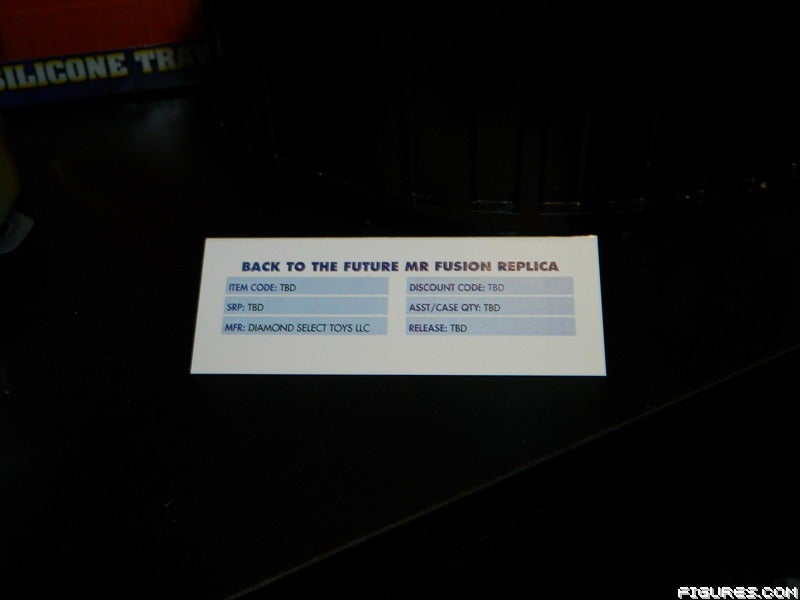 SILICONE TRAY
BACK TO THE FUTURE MR FUSION REPLICA
ITEM CODE: TBD
DISCOUNT CODE: TBD
SRP: TBD
ASST/CASE QTY: TBD
MFR: DIAMOND SELECT TOYS LLC
RELEASE: TBD
FIGURES.COM